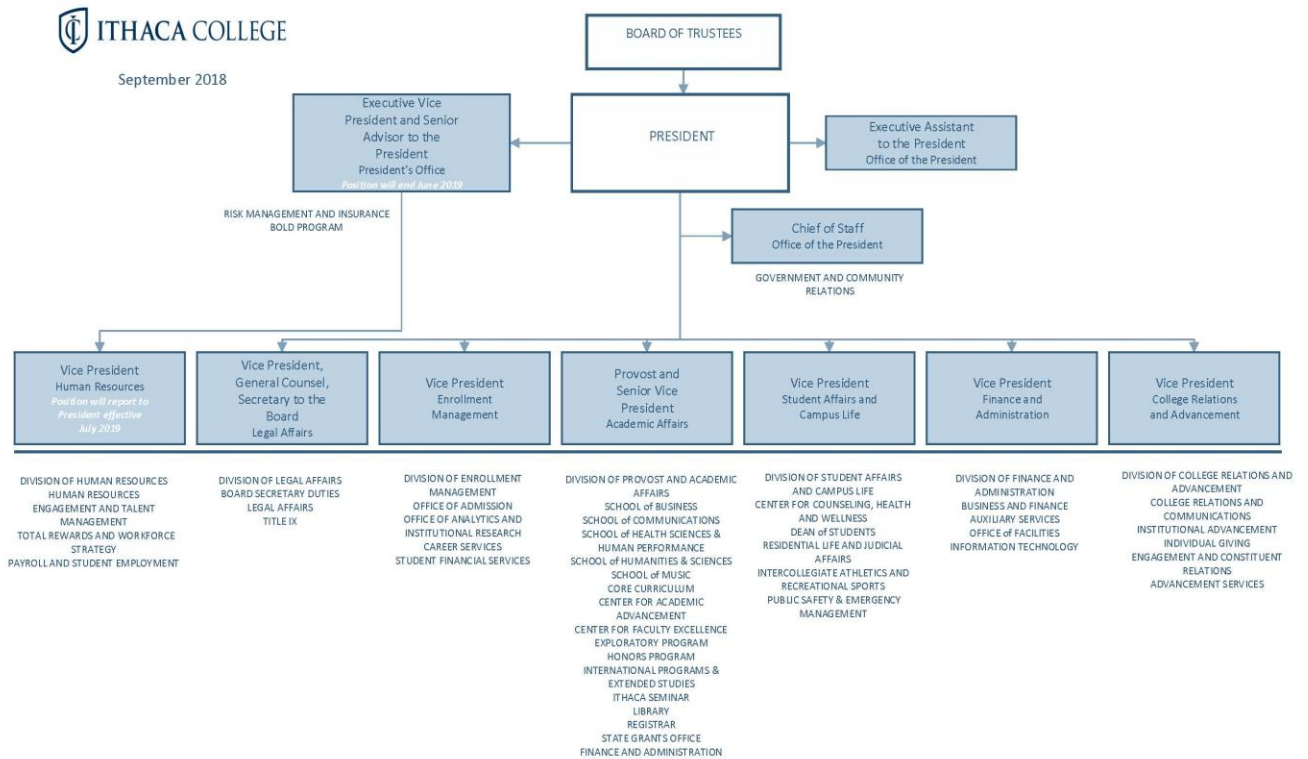 ITHACA COLLEGE
September 2018
BOARD OF TRUSTEES
PRESIDENT
Executive Vice
President and Senior
Advisor to the
President
President's Office
Position will end June 2019
RISK MANAGEMENT AND INSURANCE
BOLD PROGRAM
Executive Assistant
to the President
Office of the President
Chief of Staff
Office of the President
GOVERNMENT AND COMMUNITY
RELATIONS
Vice President
Human Resources
Position will report to
President effective
July 2019
Vice President,
General Counsel,
Secretary to the
Board
Legal Affairs
Vice President
Enrollment
Management
Provost and
Senior Vice
President
Academic Affairs
Vice President
Student Affairs and
Campus Life
Vice President
Finance and
Administration
Vice President
College Relations
and Advancement
DIVISION OF HUMAN RESOURCES
HUMAN RESOURCES
ENGAGEMENT AND TALENT
MANAGEMENT
TOTAL REWARDS AND WORKFORCE
STRATEGY
PAYROLL AND STUDENT EMPLOYMENT
DIVISION OF LEGAL AFFAIRS
BOARD SECRETARY DUTIES
LEGAL AFFAIRS
TITLE IX
DIVISION OF ENROLLMENT
MANAGEMENT
OFFICE OF ADMISSION
OFFICE OF ANALYTICS AND
INSTITUTIONAL RESEARCH
CAREER SERVICES
STUDENT FINANCIAL SERVICES
DIVISION OF PROVOST AND ACADEMIC
AFFAIRS
SCHOOL of BUSINESS
SCHOOL of COMMUNICATIONS
SCHOOL of HEALTH SCIENCES &
HUMAN PERFORMANCE
SCHOOL of HUMANITIES & SCIENCES
SCHOOL of MUSIC
CORE CURRICULUM
CENTER FOR ACADEMIC
ADVANCEMENT
CENTER FOR FACULTY EXCELLENCE
EXPLORATORY PROGRAM
HONORS PROGRAM
INTERNATIONAL PROGRAMS &
EXTENDED STUDIES
ITHACA SEMINAR
LIBRARY
REGISTRAR
STATE GRANTS OFFICE
FINANCE AND ADMINISTRATION
DIVISION OF STUDENT AFFAIRS
AND CAMPUS LIFE
CENTER FOR COUNSELING, HEALTH
AND WELLNESS
DEAN of STUDENTS
RESIDENTIAL LIFE AND JUDICIAL
AFFAIRS
INTERCOLLEGIATE ATHLETICS AND
RECREATIONAL SPORTS
PUBLIC SAFETY & EMERGENCY
MANAGEMENT
DIVISION OF FINANCE AND
ADMINISTRATION
BUSINESS AND FINANCE
AUXILIARY SERVICES
OFFICE of FACILITIES
INFORMATION TECHNOLOGY
DIVISION OF COLLEGE RELATIONS AND
ADVANCEMENT
COLLEGE RELATIONS AND
COMMUNICATIONS
INSTITUTIONAL ADVANCEMENT
INDIVIDUAL GIVING
ENGAGEMENT AND CONSTITUENT
RELATIONS
ADVANCEMENT SERVICES